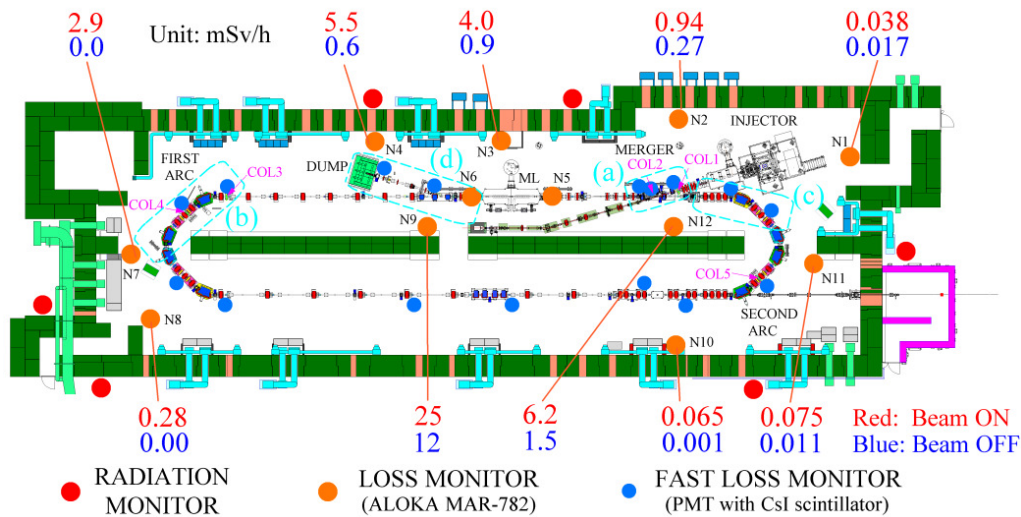 2.9
0.0
Unit: mSv/h
5.5
0.6
4.0
0.9
0.94
0.27
0.038
0.017
N2
INJECTOR
N1
N4
N3
MERGER
COL2
COL1
FIRST
ARC
DUMP
(d)
COL3
ML
N6
N5
(a)
COL4
(b)
(c)
N9
N12
N7
COL5
N11
N8
SECOND
ARC
N10
0.28
0.00
25
12
6.2
1.5
0.065
0.001
0.075
0.011
Red: Beam ON
Blue: Beam OFF
RADIATION
MONITOR
LOSS MONITOR
(ALOKA MAR-782)
FAST LOSS MONITOR
(PMT with CsI scintillator)